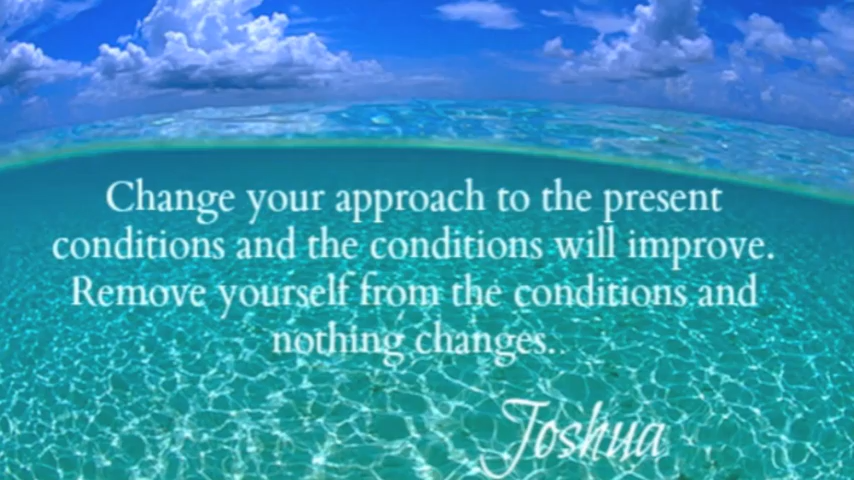 Change your approach to the present
conditions and the conditions will improve.
Remove yourself from the conditions and
nothing changes.
Joshua